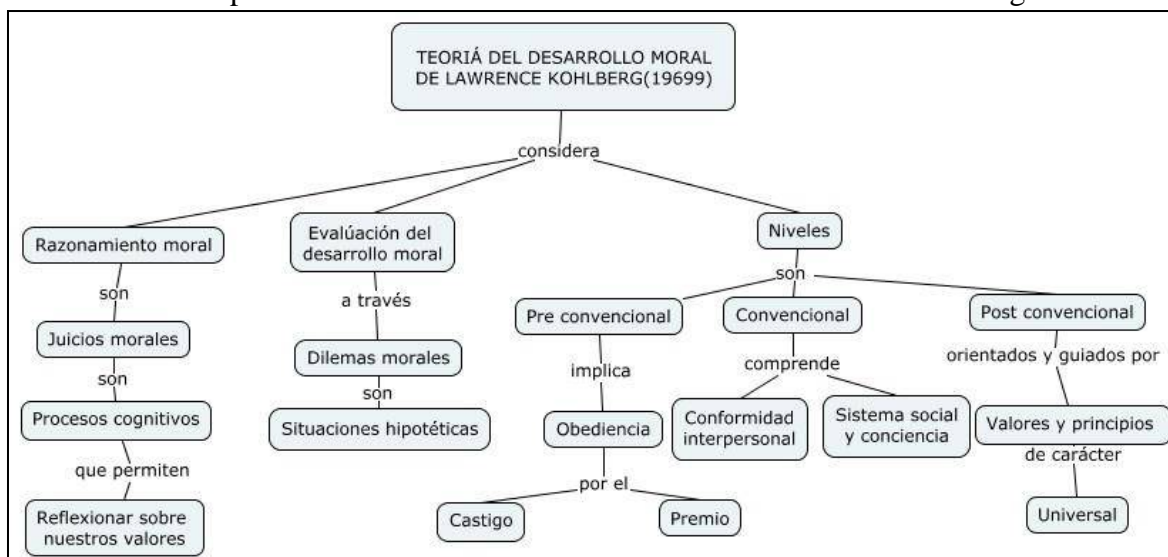 TEORIÁ DEL DESARROLLO MORAL
DE LAWRENCE KOHLBERG(19699)
considera
Razonamiento moral
Evalúación del
desarrollo moral
Niveles
son
a través
son
Pre convencional
Convencional
Post convencional
Juicios morales
Dilemas morales
implica
comprende
orientados y guiados por
son
son
Procesos cognitivos
Situaciones hipotéticas
Obediencia
Conformidad
interpersonal
Sistema social
y conciencia
Valores y principios
que permiten
por el
de carácter
Reflexionar sobre
nuestros valores
Castigo
Premio
Universal